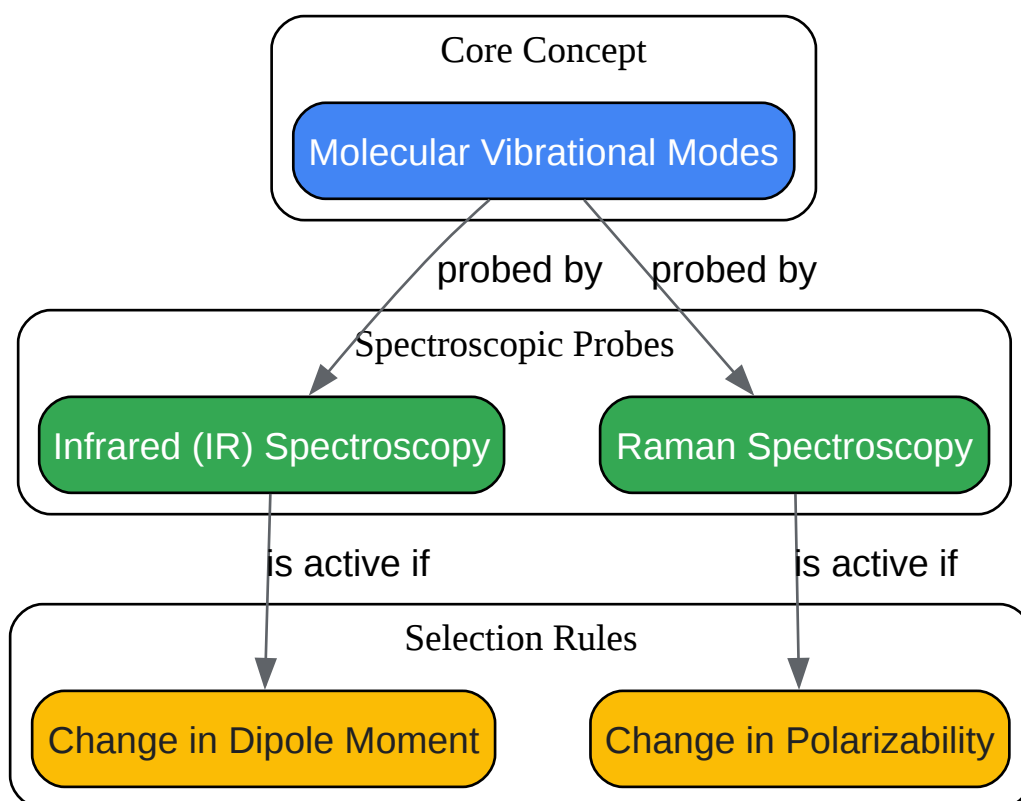 Core Concept
Molecular Vibrational Modes
probed by
probed by
Spectroscopic Probes
Infrared (IR) Spectroscopy
Raman Spectroscopy
is active if
is active if
Selection Rules
Change in Dipole Moment
Change in Polarizability